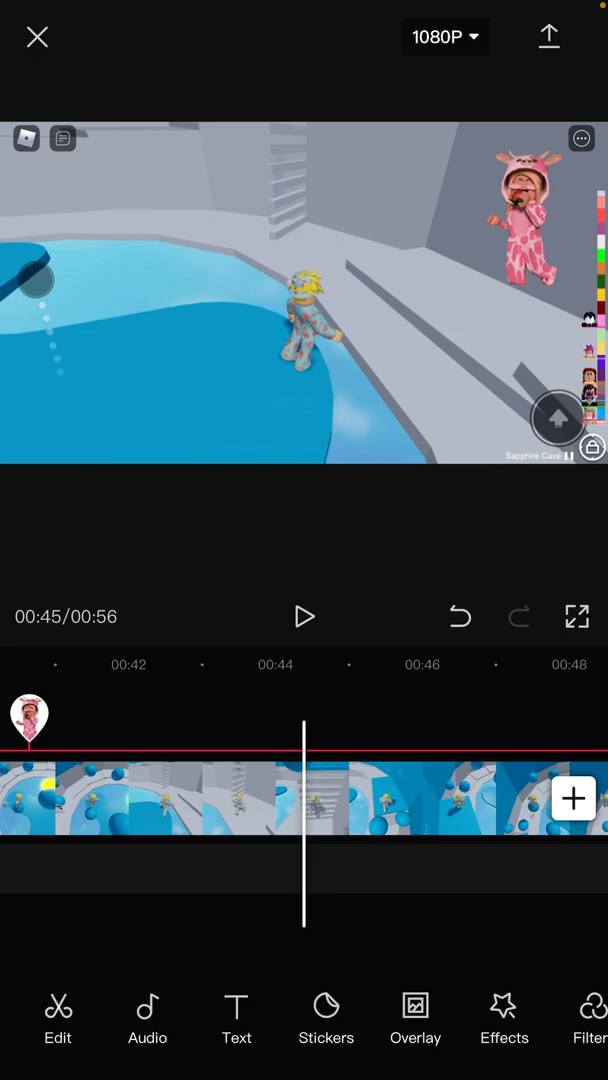 1080P
Sapphire Cave
00:45/00:56
00:42
00:44
00:46
00:48
Edit
Audio
Text
Stickers
Overlay
Effects
Filter